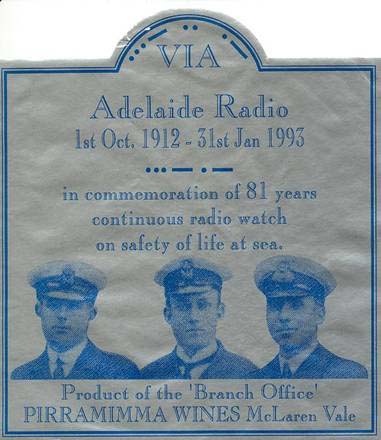 VIA
Adelaide Radio
1st Oct. 1912 - 31st Jan 1993
in commemoration of 81 years
continuous radio watch
on safety of life at sea.
Product of the 'Branch Office'
PIRRAMIMMA WINES McLaren Vale